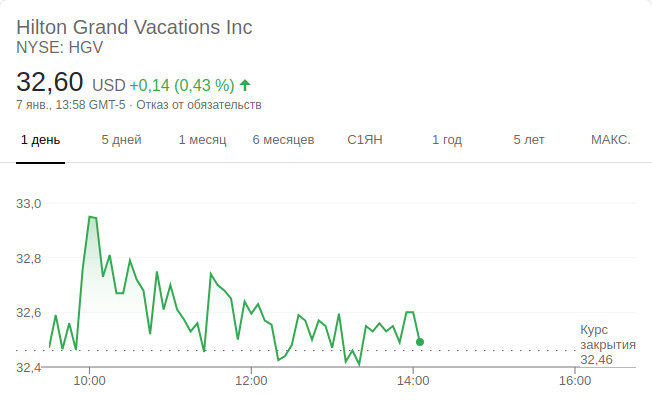 Hilton Grand Vacations Inc
NYSE: HGV
32,60 USD +0,14 (0,43 %)
7 янв., 13:58 GMT-5 · Отказ от обязательств
1 день 5 дней 1 месяц 6 месяцев С1ЯН 1 год 5 лет МАКС.
33,0
32,8
32,6
Курс
закрытия
32,46
32,4
10:00 12:00 14:00 16:00